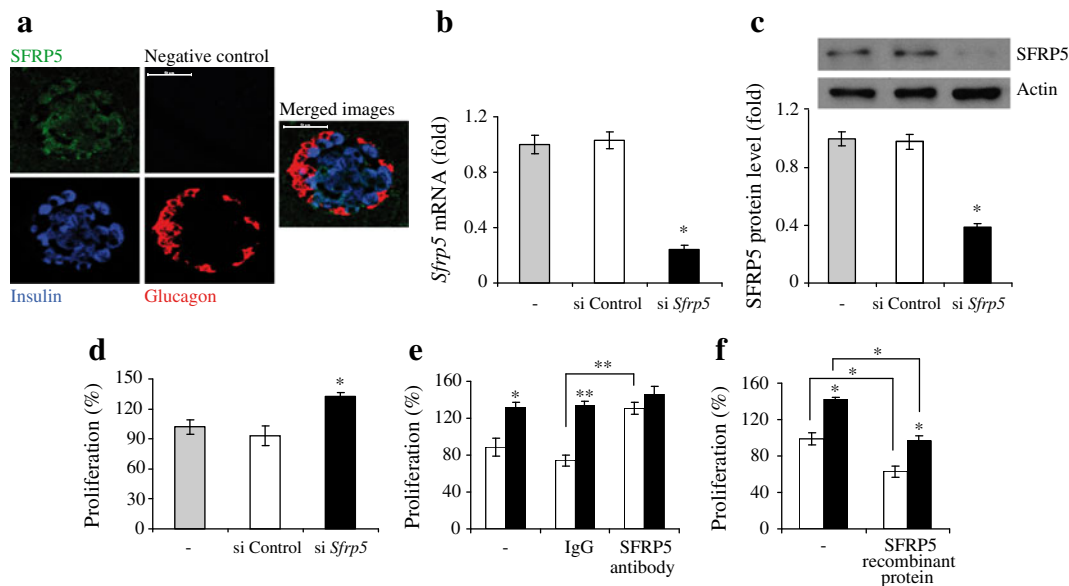 a
SFRP5
Negative control
Merged images
Insulin
Glucagon
b
Sfrp5 mRNA (fold)
1.2
0.8
0.4
0
*
-
si Control
si Sfrp5
c
SFRP5
Actin
SFRP5 protein level (fold)
1.2
0.8
0.4
0
*
-
si Control
si Sfrp5
d
Proliferation (%)
150
120
90
60
30
0
*
-
si Control
si Sfrp5
e
Proliferation (%)
160
120
80
40
0
*
**
**
-
IgG
SFRP5
antibody
f
Proliferation (%)
160
120
80
40
0
*
*
*
*
-
SFRP5
recombinant
protein